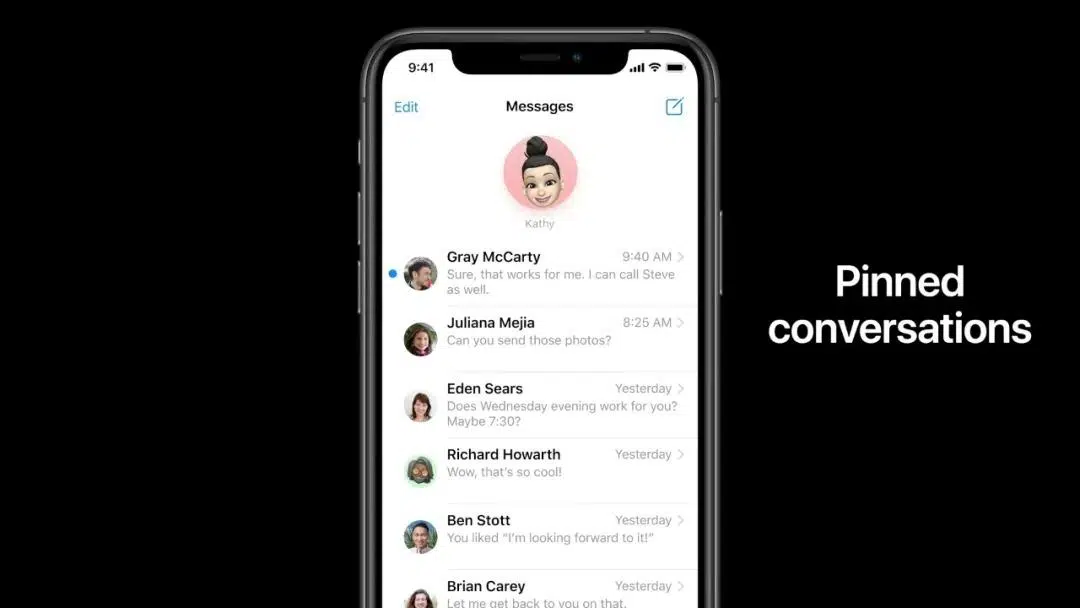 9:41
Edit
Messages
Kathy
Gray McCarty
9:40 AM
Sure, that works for me. I can call Steve
as well.
Juliana Mejia
8:25 AM
Can you send those photos?
Eden Sears
Yesterday
Does Wednesday evening work for you?
Maybe 7:30?
Richard Howarth
Yesterday
Wow, that's so cool!
Ben Stott
Yesterday
You liked “I'm looking forward to it!”
Brian Carey
Yesterday
Let me get back to you on that.
Pinned
conversations